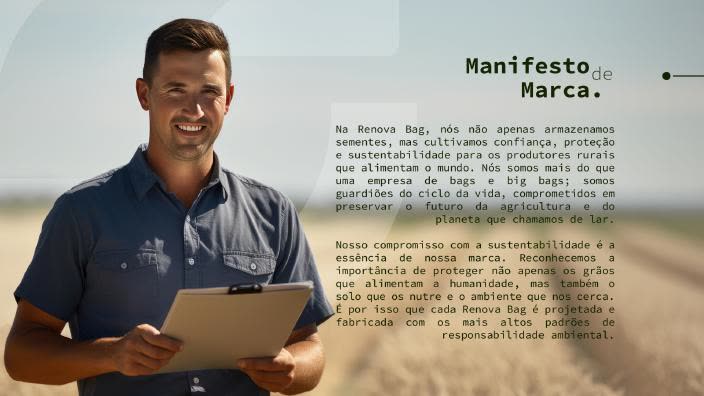 Manifesto de
Marca.
Na Renova Bag, nós não apenas armazenamos
sementes, mas cultivamos confiança, proteção
e sustentabilidade para os produtores rurais
que alimentam o mundo. Nós somos mais do que
uma empresa de bags e big bags; somos
guardiões do ciclo da vida, comprometidos em
preservar o futuro da agricultura e do
planeta que chamamos de lar.
Nosso compromisso com a sustentabilidade é a
essência de nossa marca. Reconhecemos a
importância de proteger não apenas os grãos
que alimentam a humanidade, mas também o
solo que os nutre e o ambiente que nos cerca.
É por isso que cada Renova Bag é projetada e
fabricada com os mais altos padrões de
responsabilidade ambiental.